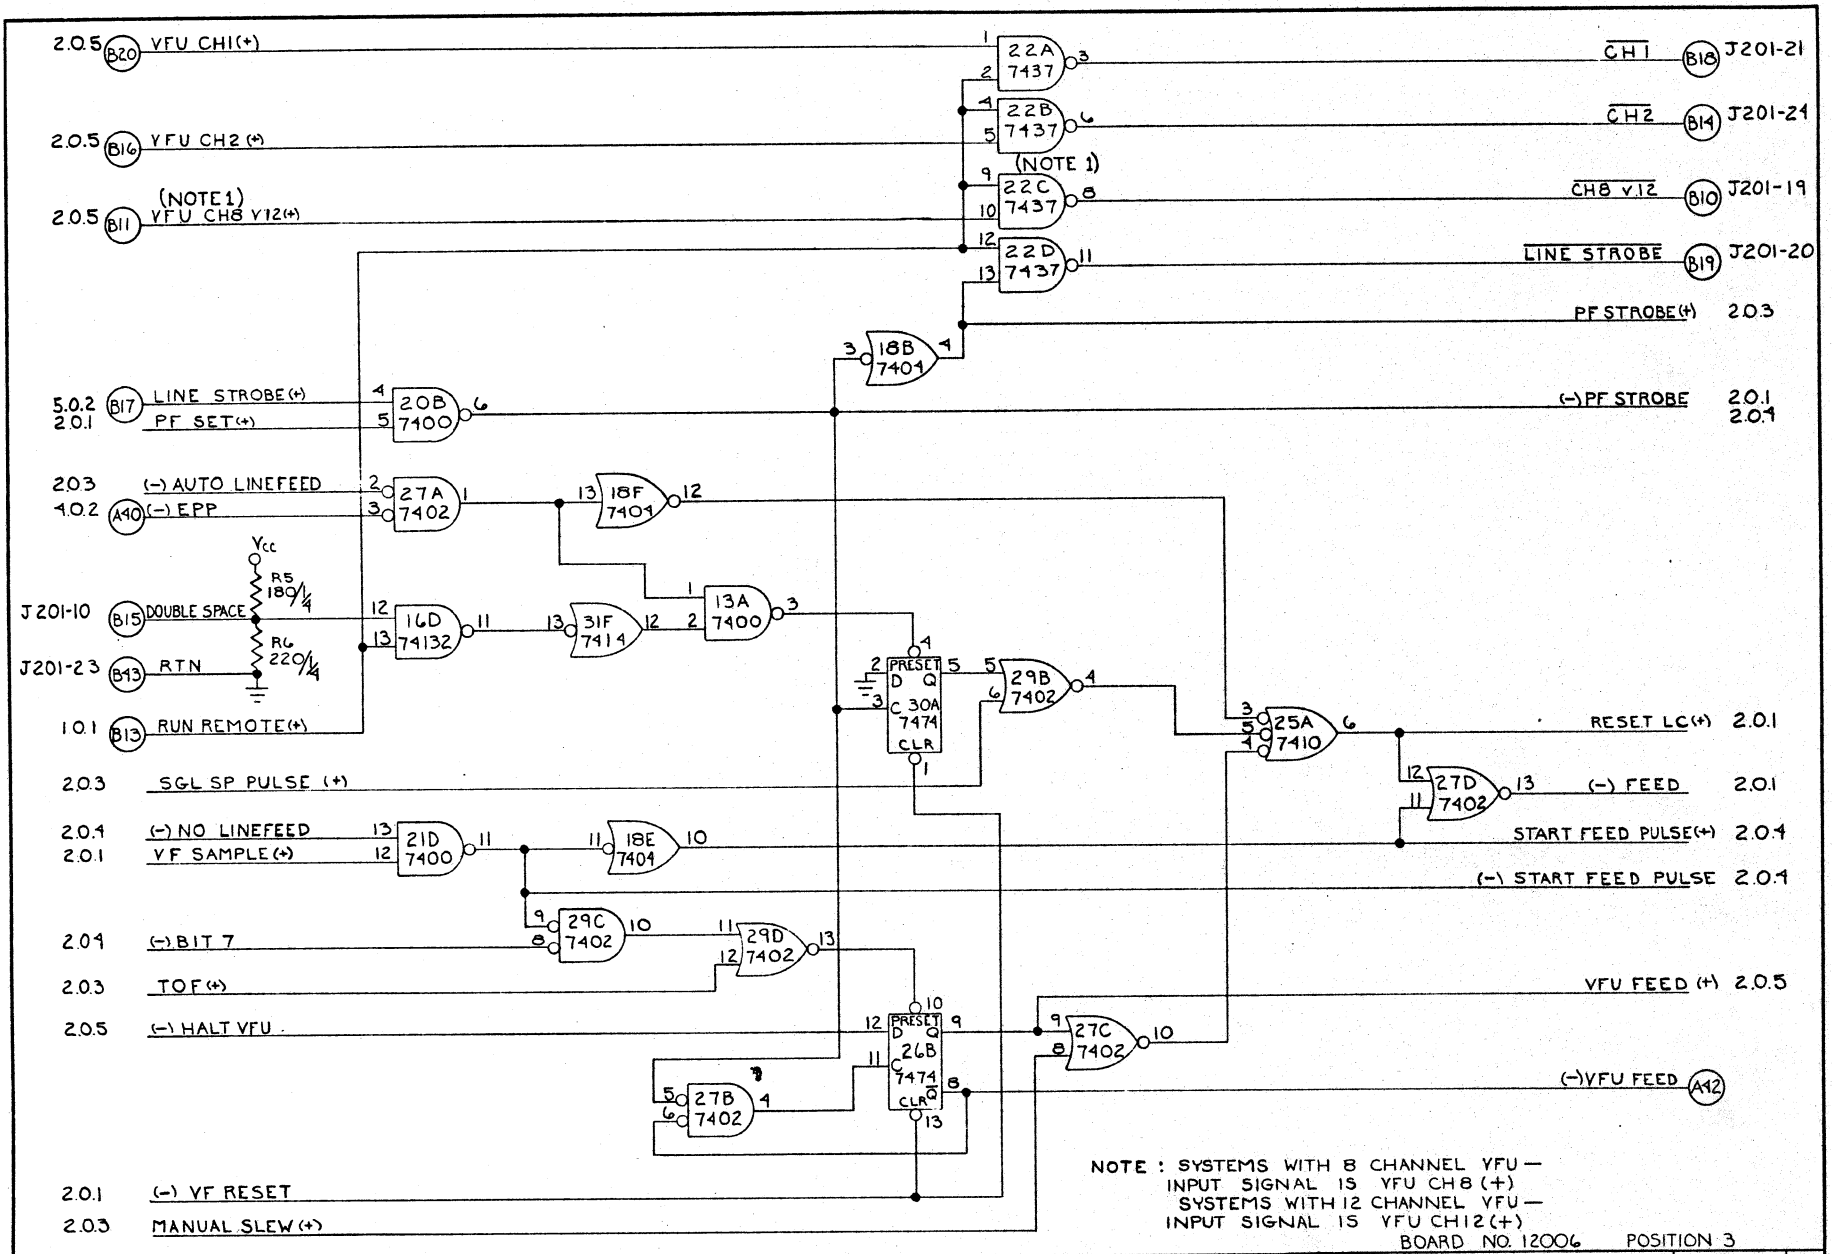 2.0.5 B20 VFU CH1(+)
1
22A
7437
2
3
CH1 B18 J201-21
2.0.5 B16 VFU CH2(+)
4
22B
7437
5
6
CH2 B14 J201-24
(NOTE 1)
(NOTE 1)
2.0.5 B11 VFU CH8 V12(+)
9
22C
7437
10
8
CH8 V.12 B10 J201-19
12
22D
7437
13
11
LINE STROBE B19 J201-20
PF STROBE(+) 2.0.3
3 18B 4
7404
5.0.2 B17 LINE STROBE(+) 4
20B 6
2.0.1 PF SET(+) 5 7400
(-) PF STROBE 2.0.1
2.0.4
2.0.3 (-) AUTO LINEFEED 2
27A 1
4.0.2 A40 (-) EPP 3 7402
13 18F 12
7404
VCC
R5
180/¼
J201-10 B15 DOUBLE SPACE 12
16D 11
13 74132
13 31F 12
7414
1
13A 3
2 7400
R6
220/¼
J201-23 B43 RTN
4
2 PRESET 5
D Q
3 C 30A
7474
CLR
1
5
29B 4
6 7402
3
5 25A 6
4 7410
1.0.1 B13 RUN REMOTE(+)
RESET LC(+) 2.0.1
2.0.3 SGL SP PULSE (+)
12
27D 13
11 7402
(-) FEED 2.0.1
2.0.4 (-) NO LINEFEED 13
21D 11
2.0.1 VF SAMPLE(+) 12 7400
11 18E 10
7404
START FEED PULSE(+) 2.0.4
(-) START FEED PULSE 2.0.4
9
29C 10
2.0.4 (-) BIT 7 8 7402
11
29D 13
12 7402
2.0.3 TOF(+)
VFU FEED (+) 2.0.5
2.0.5 (-) HALT VFU
10
12 PRESET 9
D Q
11 C 26B
7474 8
CLR Q
13
9
27C 10
8 7402
5
27B 4
6 7402
(-) VFU FEED A42
2.0.1 (-) VF RESET
2.0.3 MANUAL SLEW(+)
NOTE : SYSTEMS WITH 8 CHANNEL VFU —
INPUT SIGNAL IS VFU CH8 (+)
SYSTEMS WITH 12 CHANNEL VFU —
INPUT SIGNAL IS VFU CH12(+)
BOARD NO. 12006 POSITION 3